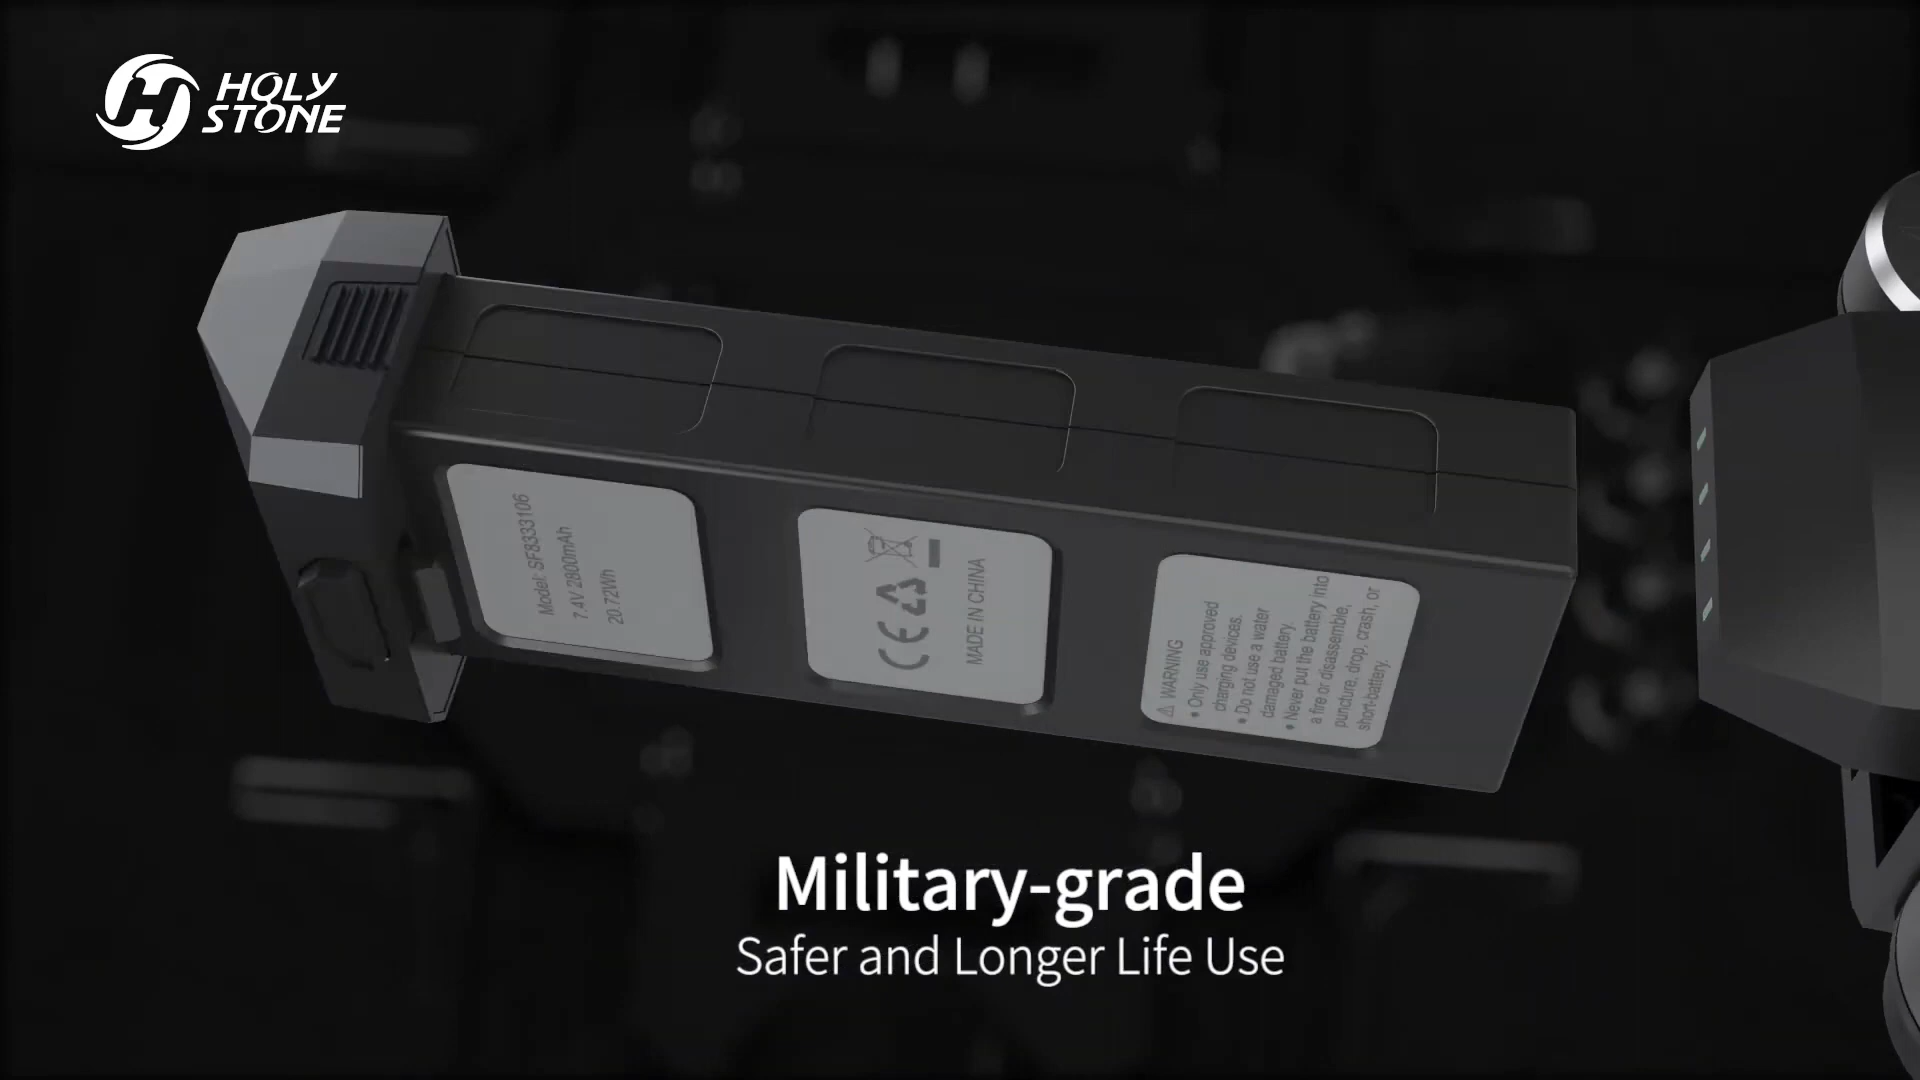 HOLY
STONE
Model: SF8333106
7.4V 2800mAh
20.72Wh
CE
MADE IN CHINA
⚠ WARNING
• Only use approved
charging devices.
• Do not use a water
damaged battery.
• Never put the battery into
a fire or disassemble,
puncture, drop, crash, or
short-battery.
Military-grade
Safer and Longer Life Use